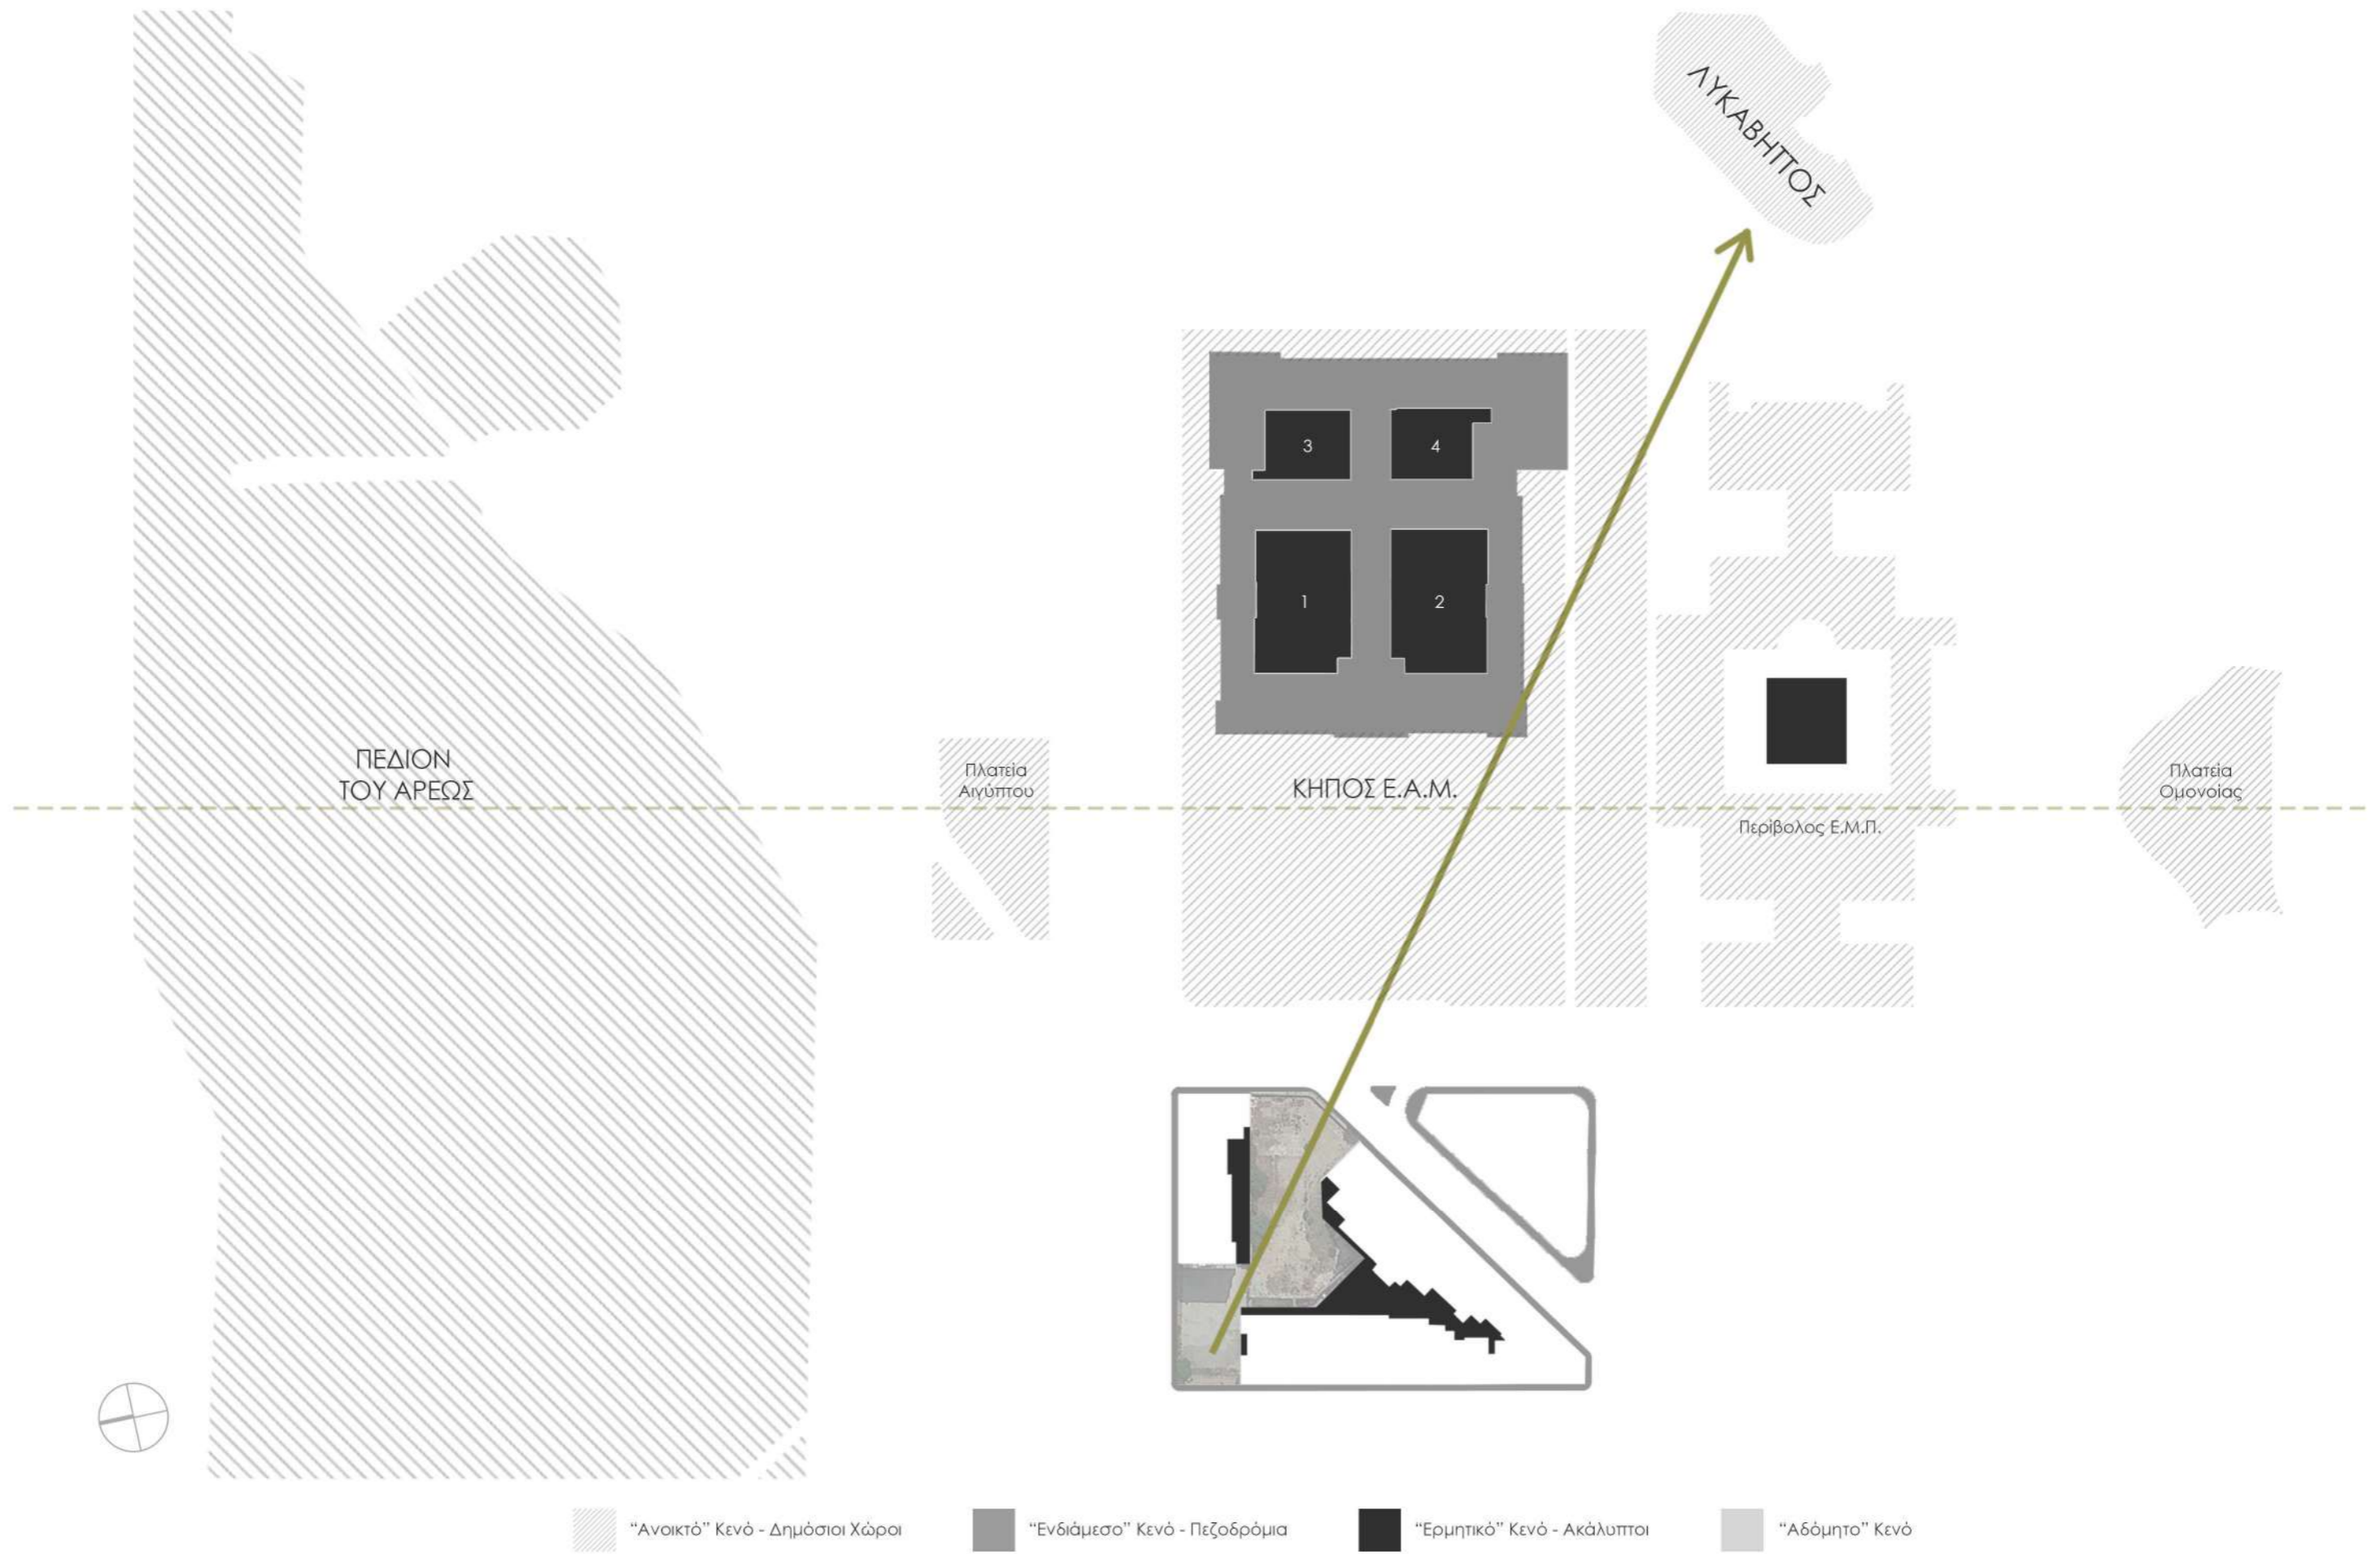 ΛΥΚΑΒΗΤΤΟΣ
3
4
1
2
ΠΕΔΙΟΝ
ΤΟΥ ΑΡΕΩΣ
Πλατεία
Αιγύπτου
ΚΗΠΟΣ Ε.Α.Μ.
Περίβολος Ε.Μ.Π.
Πλατεία
Ομονοίας
“Ανοικτό” Κενό - Δημόσιοι Χώροι
“Ενδιάμεσο” Κενό - Πεζοδρόμια
“Ερμητικό” Κενό - Ακάλυπτοι
“Αδόμητο” Κενό